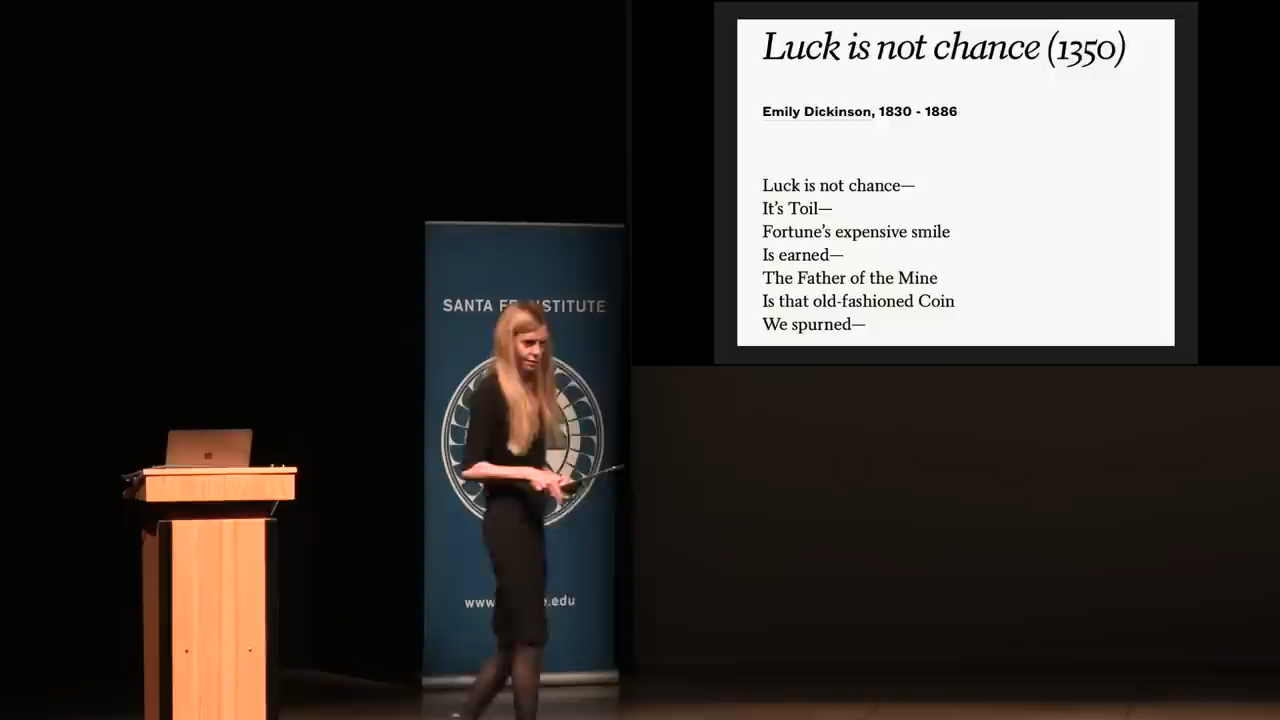 Luck is not chance (1350)
Emily Dickinson, 1830 - 1886
Luck is not chance—
It's Toil—
Fortune's expensive smile
Is earned—
The Father of the Mine
Is that old-fashioned Coin
We spurned—
SANTA FE INSTITUTE